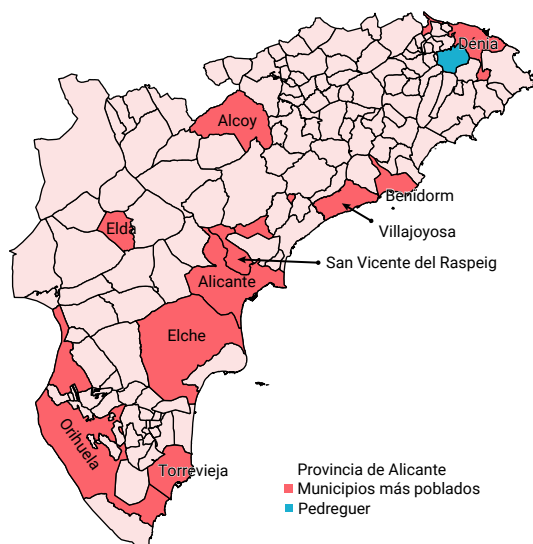 Dénia
Alcoy
Benidorm
Elda
Villajoyosa
San Vicente del Raspeig
Alicante
Elche
Orihuela
Torrevieja
Provincia de Alicante
Municipios más poblados
Pedreguer